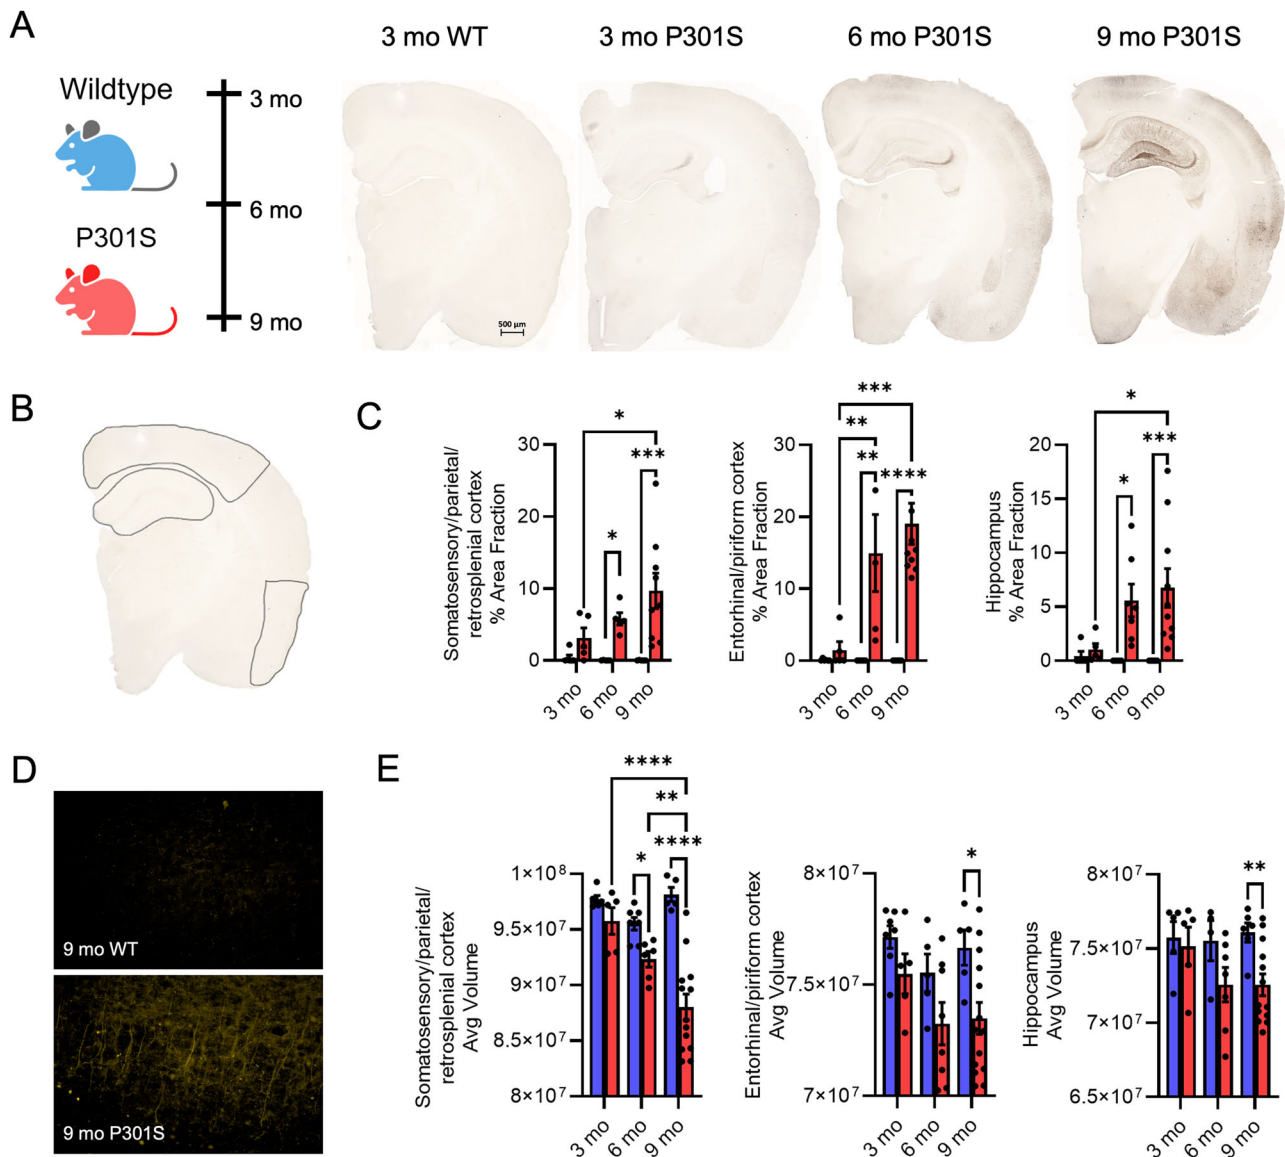 A
3 mo WT
3 mo P301S
6 mo P301S
9 mo P301S
Wildtype
3 mo
6 mo
P301S
9 mo
500 µm
B
C
Somatosensory/parietal/
retrosplenial cortex
% Area Fraction
30
20
10
0
*
*
***
3 mo
6 mo
9 mo
Entorhinal/piriform cortex
% Area Fraction
30
20
10
0
***
**
**
****
3 mo
6 mo
9 mo
Hippocampus
% Area Fraction
20
15
10
5
0
*
*
***
3 mo
6 mo
9 mo
D
9 mo WT
9 mo P301S
E
Somatosensory/parietal/
retrosplenial cortex
Avg Volume
1×10⁸
9.5×10⁷
9×10⁷
8.5×10⁷
8×10⁷
****
**
*
****
3 mo
6 mo
9 mo
Entorhinal/piriform cortex
Avg Volume
8×10⁷
7.5×10⁷
7×10⁷
*
3 mo
6 mo
9 mo
Hippocampus
Avg Volume
8×10⁷
7.5×10⁷
7×10⁷
6.5×10⁷
**
3 mo
6 mo
9 mo